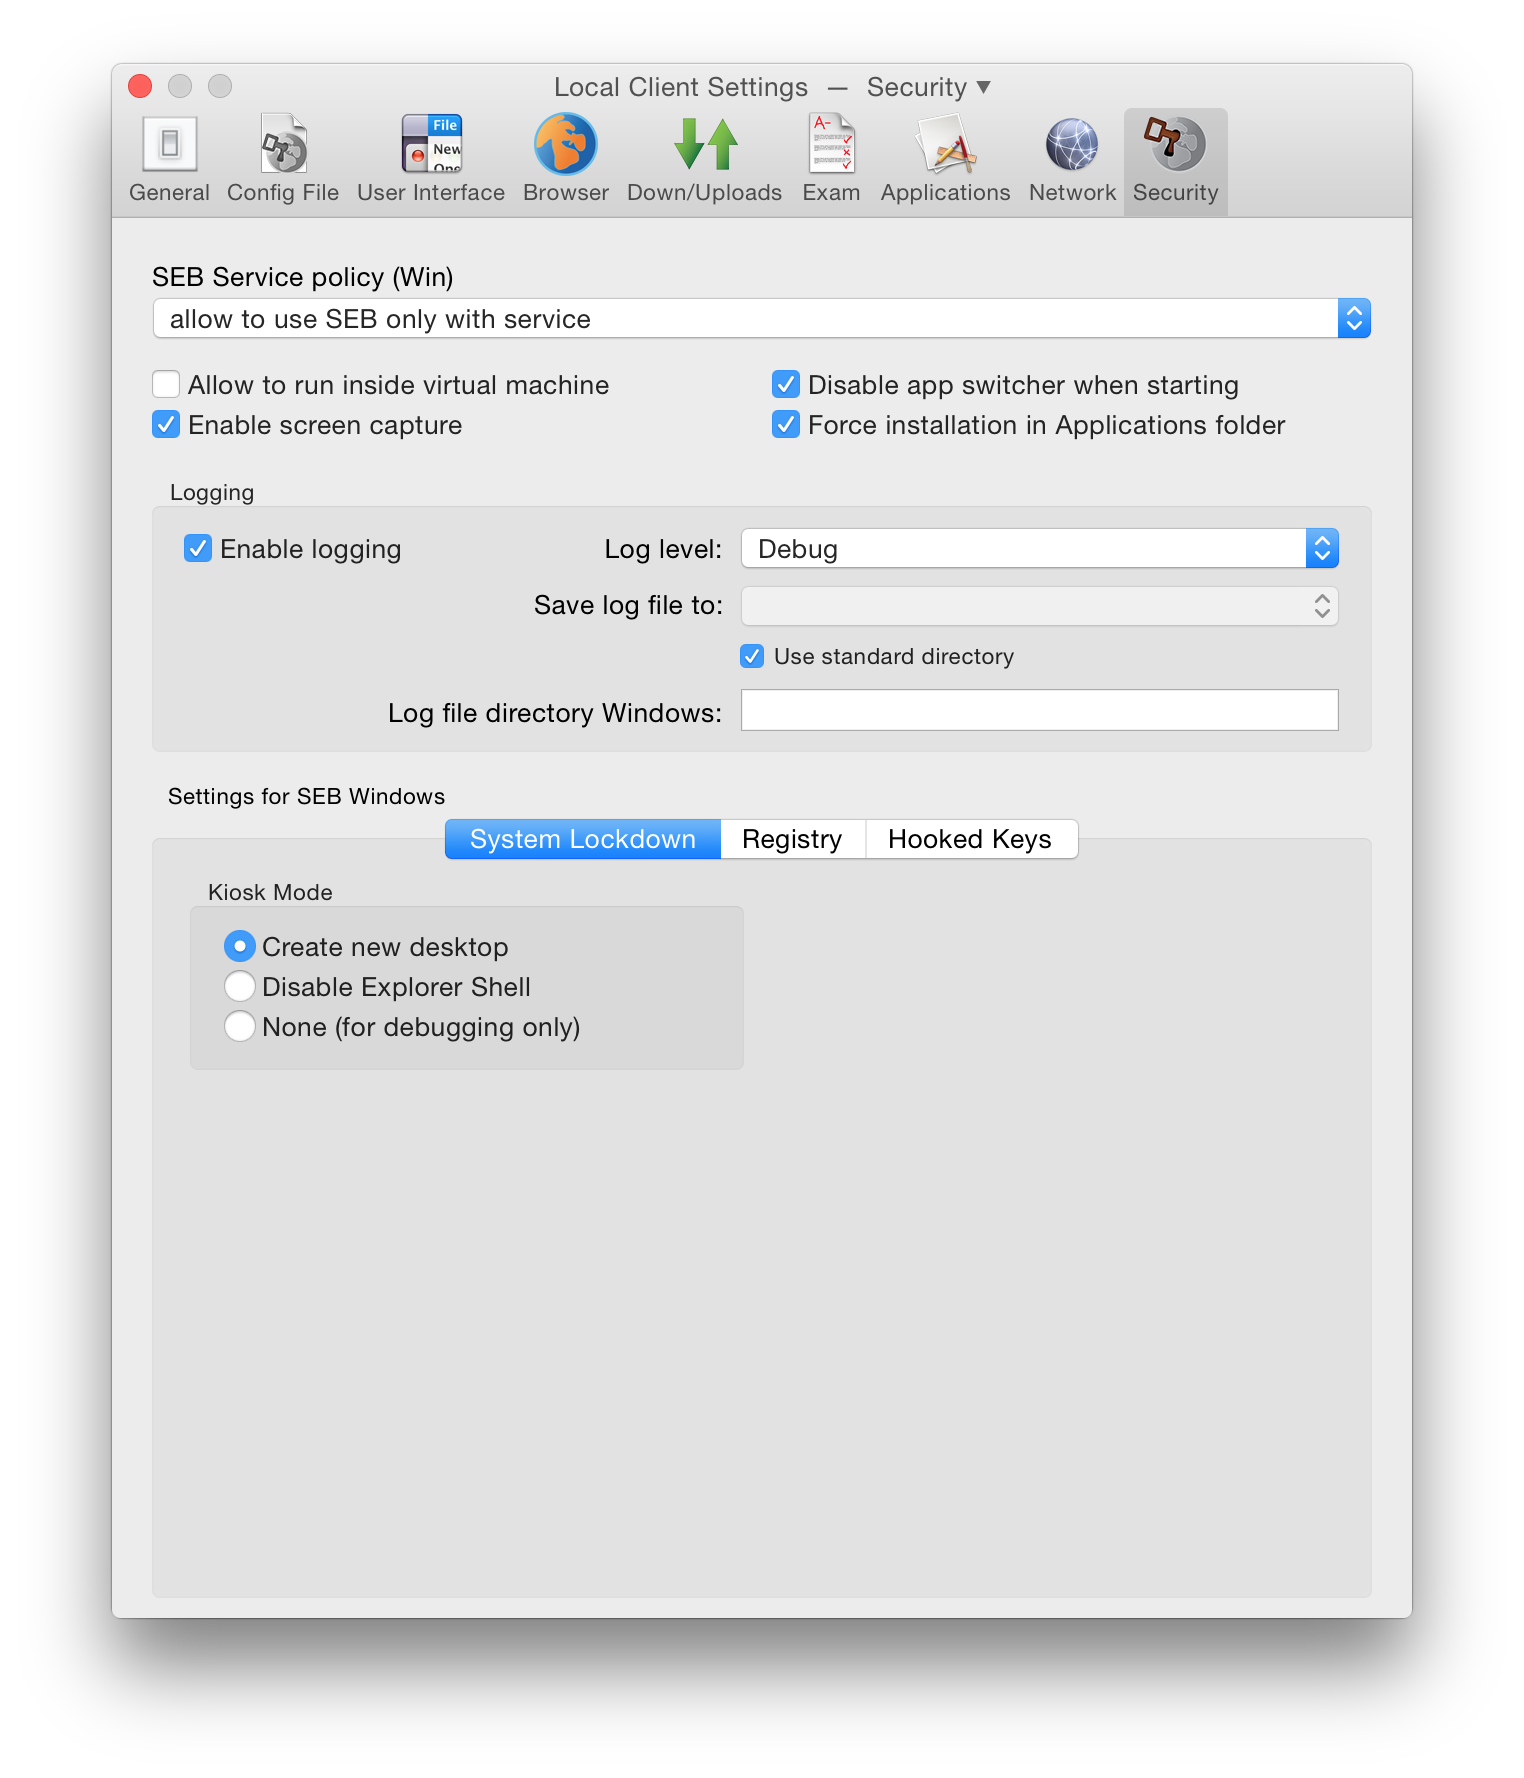 Local Client Settings — Security ▼
General Config File User Interface Browser Down/Uploads Exam Applications Network Security
File
New
A-
SEB Service policy (Win)
allow to use SEB only with service
Allow to run inside virtual machine
Disable app switcher when starting
Enable screen capture
Force installation in Applications folder
Logging
Enable logging
Log level: Debug
Save log file to:
Use standard directory
Log file directory Windows:
Settings for SEB Windows
System Lockdown Registry Hooked Keys
Kiosk Mode
Create new desktop
Disable Explorer Shell
None (for debugging only)